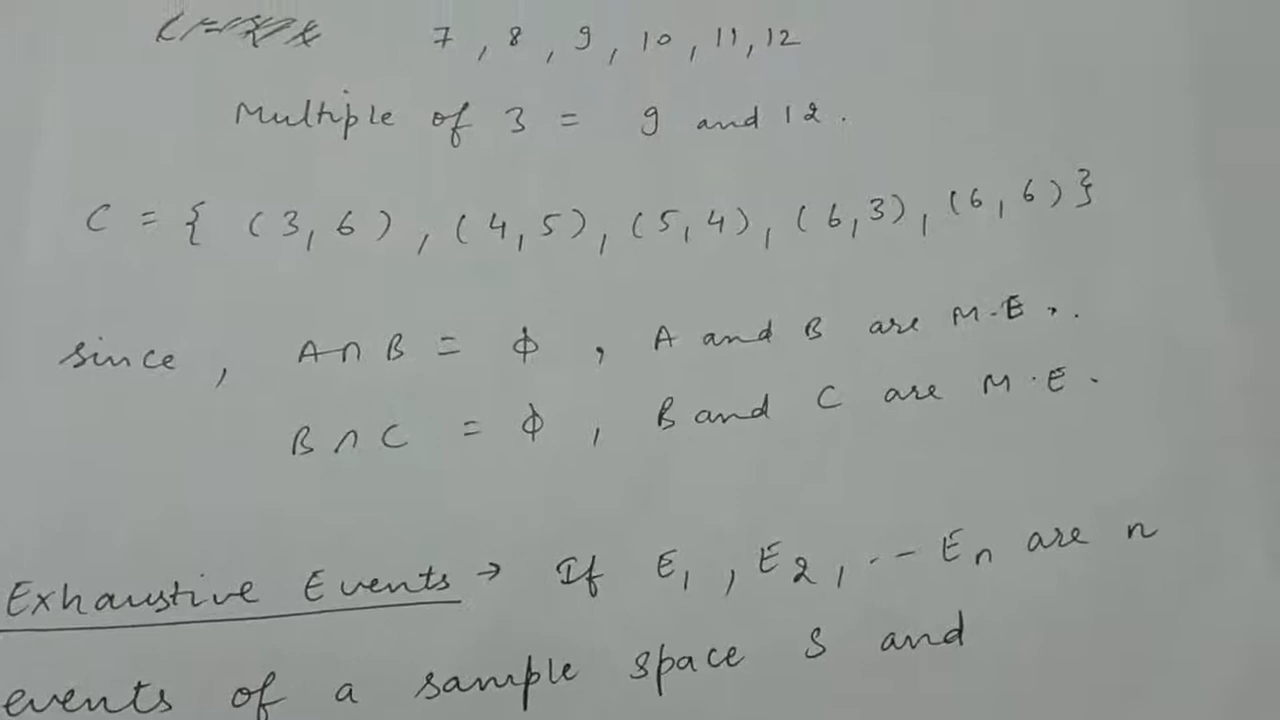 7, 8, 9, 10, 11, 12
Multiple of 3 = 9 and 12.
C = { (3,6), (4,5), (5,4), (6,3), (6,6) }
since, A ∩ B = ϕ, A and B are M.E..
B ∩ C = ϕ, B and C are M.E.
Exhaustive Events → If E1, E2, .-- En are n
events of a sample space S and